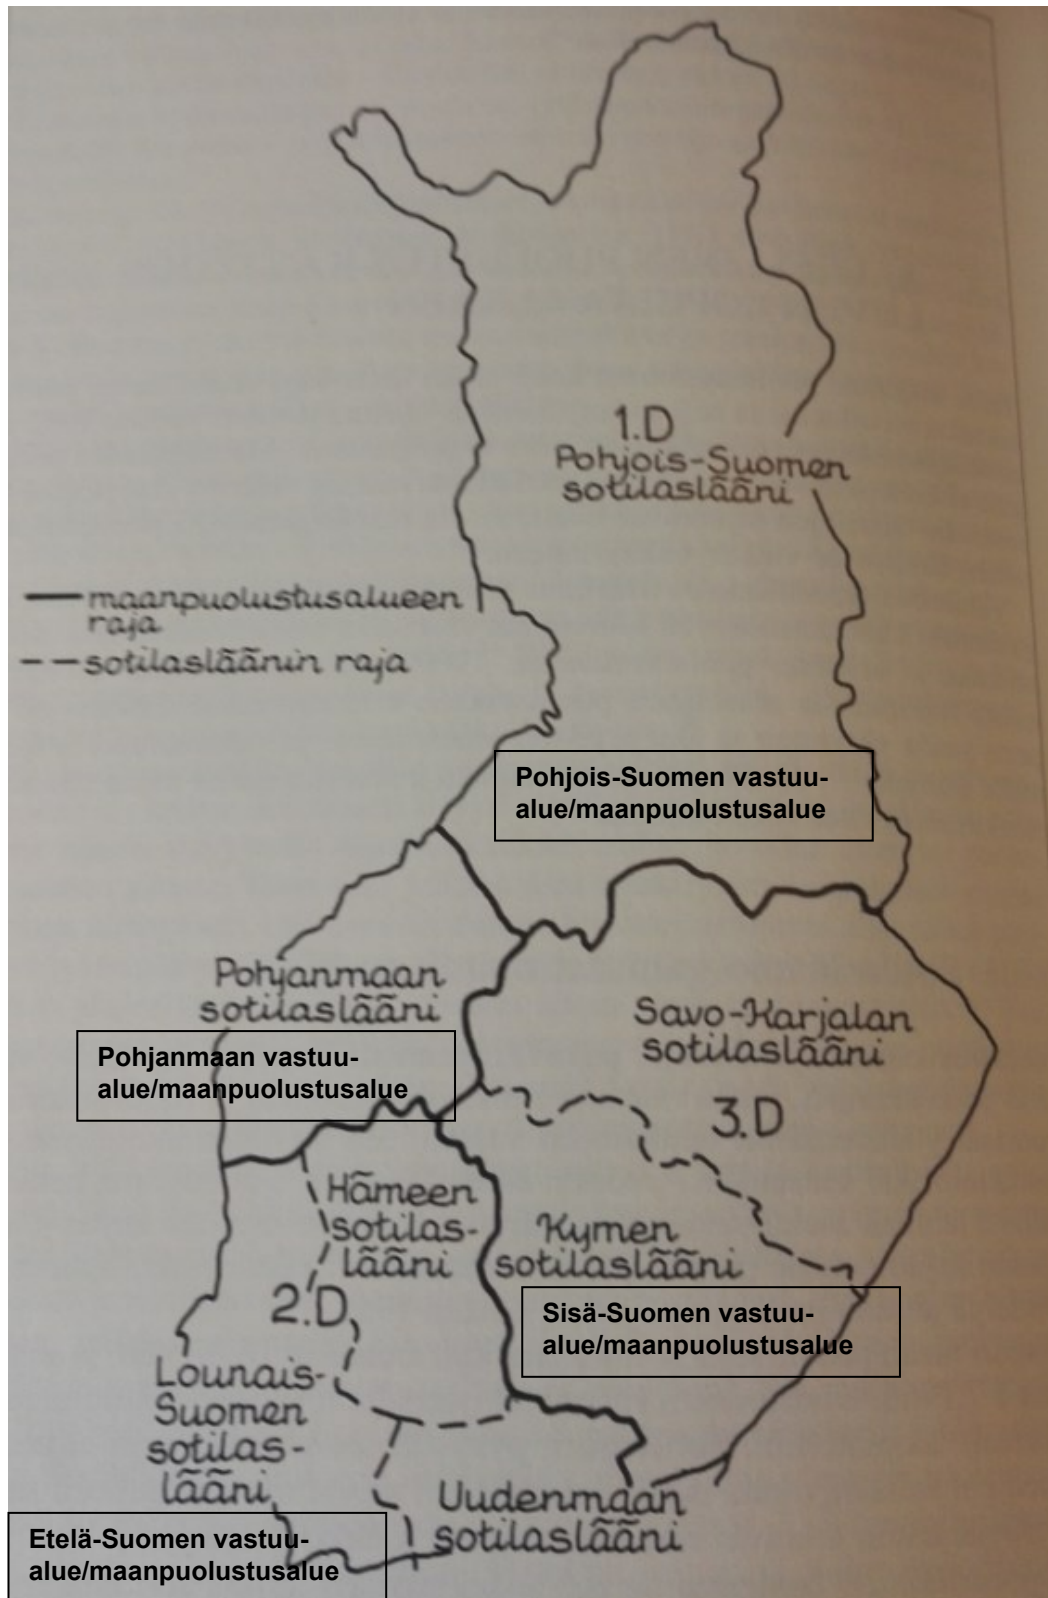 1.D
Pohjois-Suomen
sotilaslääni
maanpuolustusalueen
raja
sotilasläänin raja
Pohjois-Suomen vastuu-
alue/maanpuolustusalue
Pohjanmaan
sotilaslääni
Savo-Karjalan
sotilaslääni
Pohjanmaan vastuu-
alue/maanpuolustusalue
3.D
Hämeen
sotilas-
lääni
Kymen
sotilaslääni
2.D
Sisä-Suomen vastuu-
alue/maanpuolustusalue
Lounais-
Suomen
sotilas-
lääni
Uudenmaan
sotilaslääni
Etelä-Suomen vastuu-
alue/maanpuolustusalue